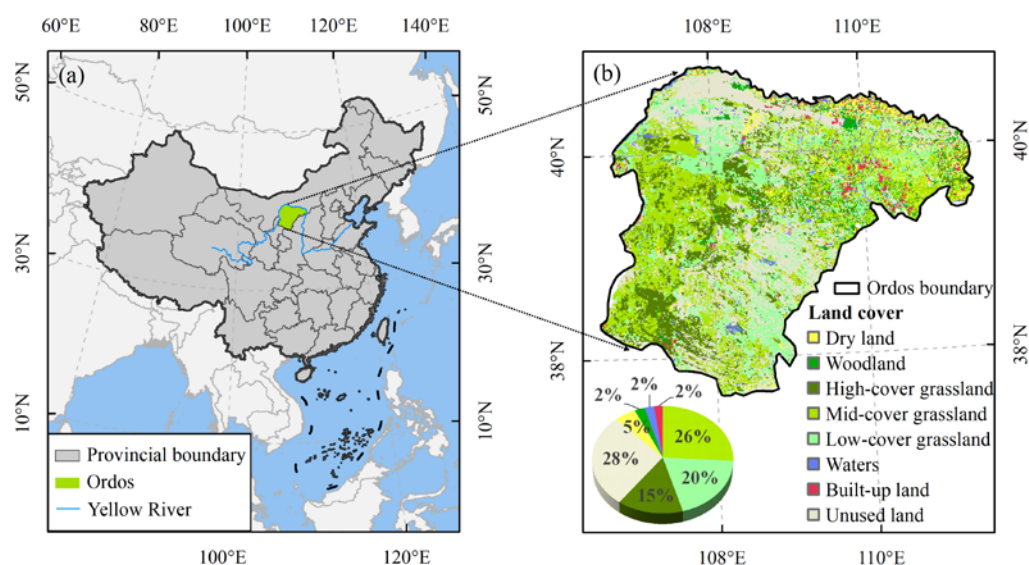 60°E 80°E 100°E 120°E 140°E
(a)
50°N
50°N
30°N
30°N
10°N
10°N
Provincial boundary
Ordos
Yellow River
100°E 120°E
108°E 110°E
(b)
40°N
40°N
38°N
38°N
Ordos boundary
Land cover
Dry land
Woodland
High-cover grassland
Mid-cover grassland
Low-cover grassland
Waters
Built-up land
Unused land
2% 2% 2%
5% 26%
28% 20%
15%
108°E 110°E